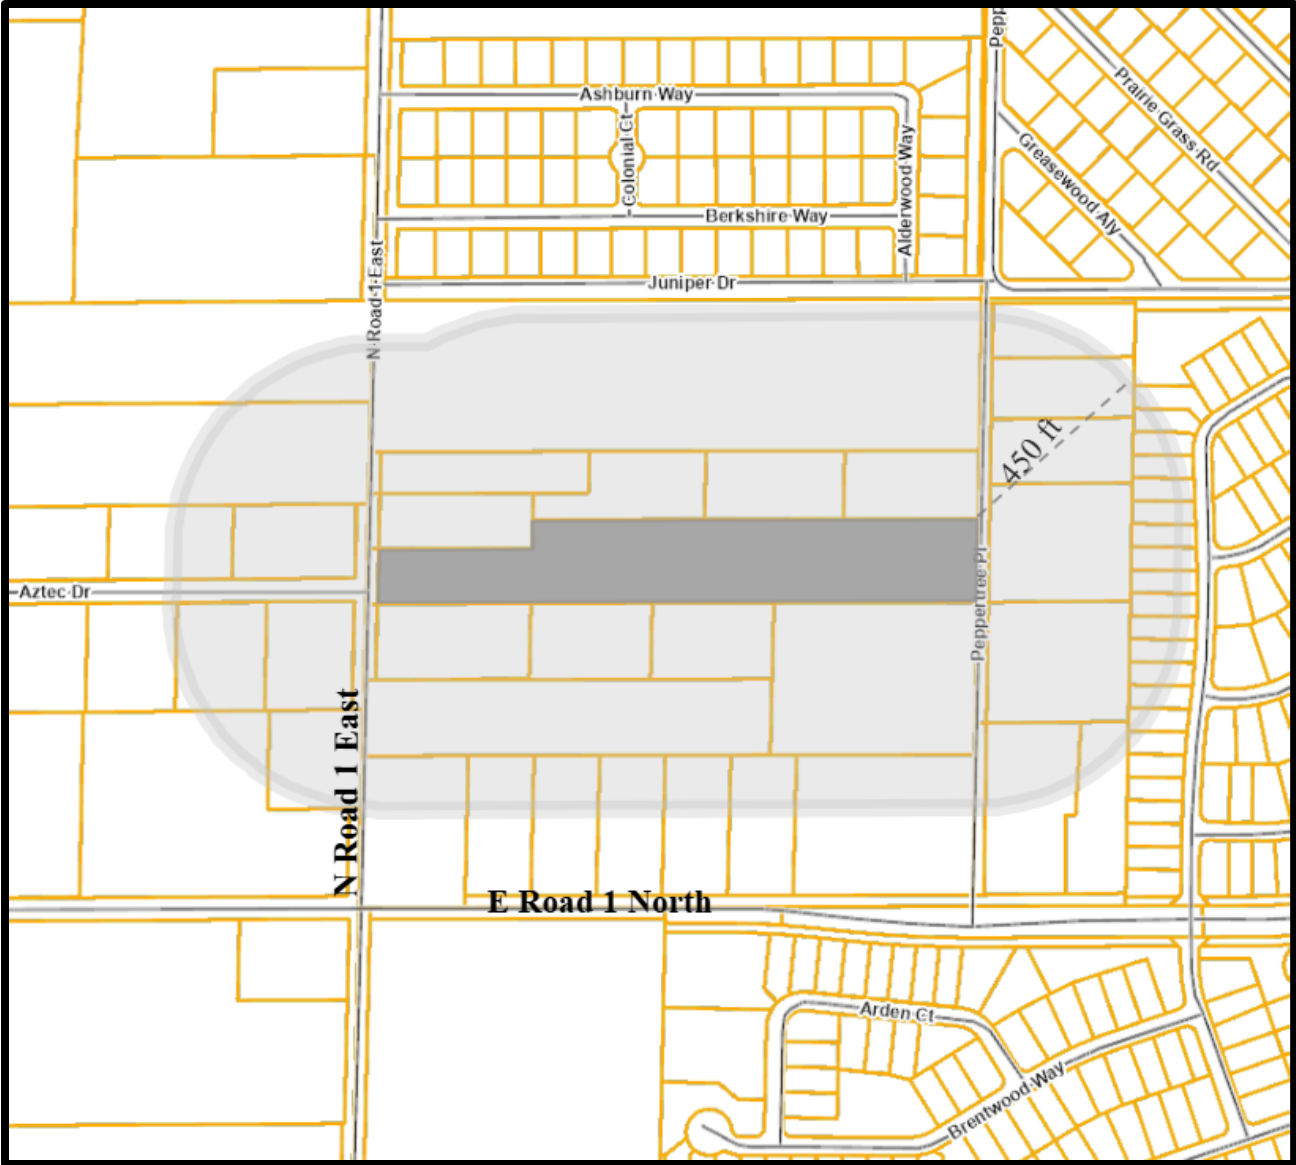 Pepp
Prairie Grass Rd
Ashburn Way
Colonial Ct
Alderwood Way
Greasewood Aly
Berkshire Way
N Road 1 East
Juniper Dr
450 ft
Peppertree Pl
Aztec Dr
N Road 1 East
E Road 1 North
Arden Ct
Brentwood Way